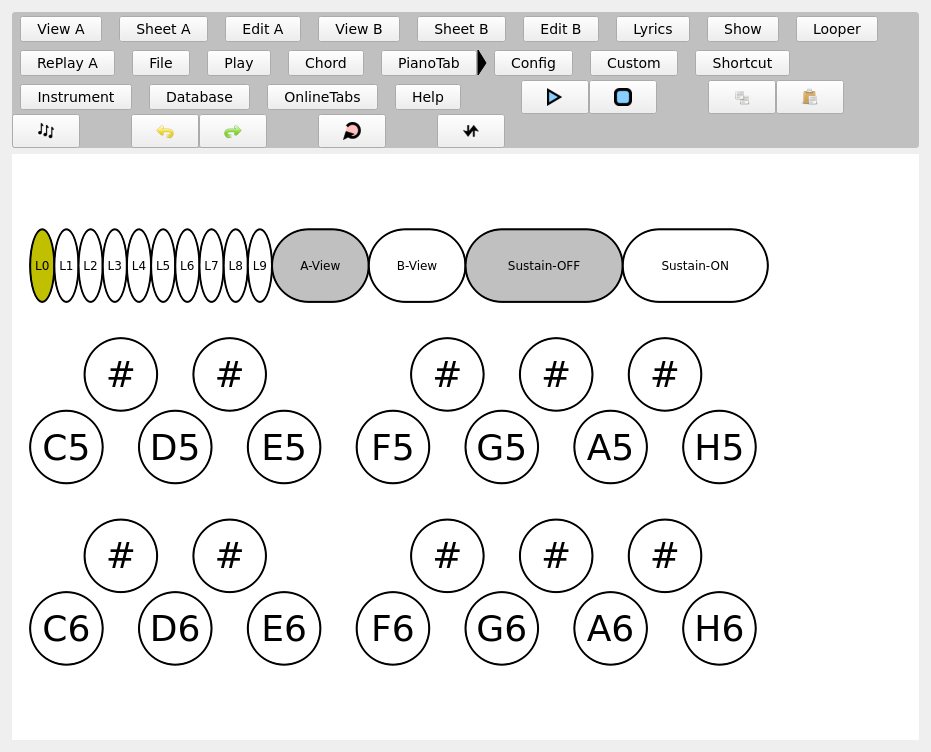 View A Sheet A Edit A View B Sheet B Edit B Lyrics Show Looper
RePlay A File Play Chord PianoTab Config Custom Shortcut
Instrument Database OnlineTabs Help
L0 L1 L2 L3 L4 L5 L6 L7 L8 L9 A-View B-View Sustain-OFF Sustain-ON
# # # # #
C5 D5 E5 F5 G5 A5 H5
# # # # #
C6 D6 E6 F6 G6 A6 H6